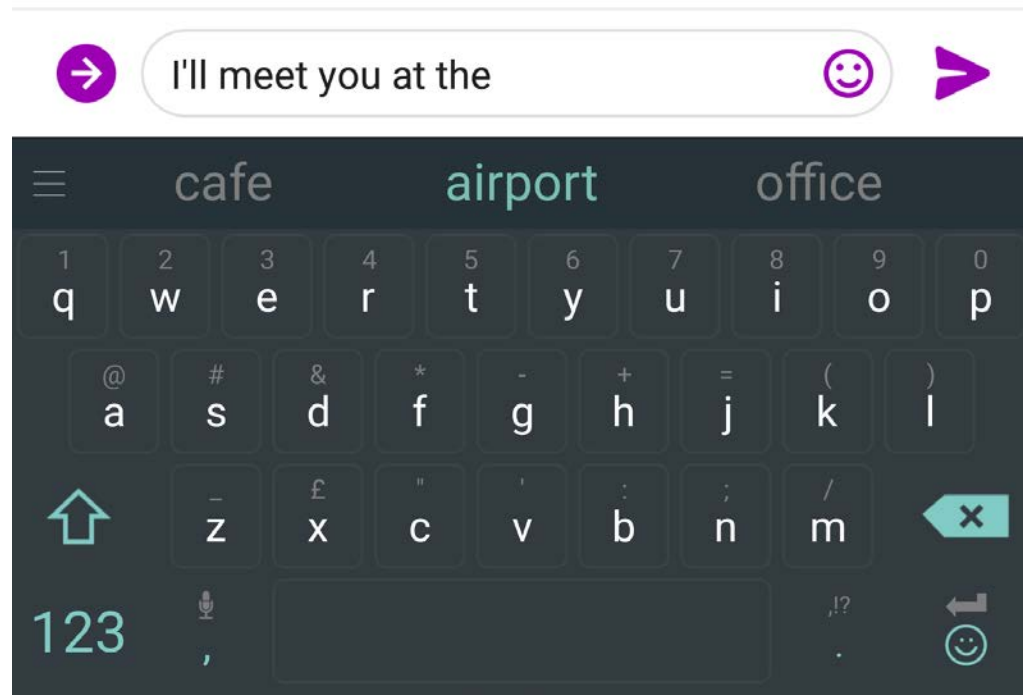 I'll meet you at the
cafe airport office
1 2 3 4 5 6 7 8 9 0
q w e r t y u i o p
@ # & * - + = ( )
a s d f g h j k l
_ £ " ' : ; /
z x c v b n m
,!?
123 , .